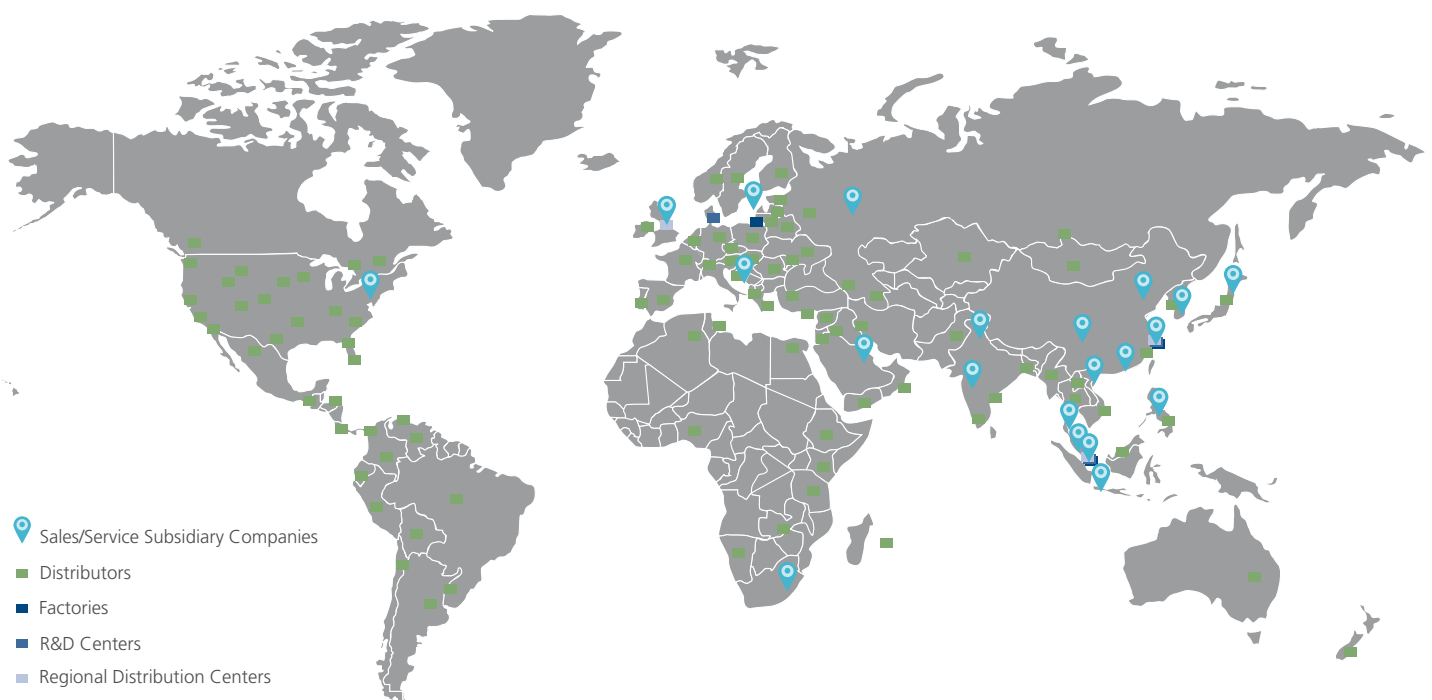 Sales/Service Subsidiary Companies
Distributors
Factories
R&D Centers
Regional Distribution Centers